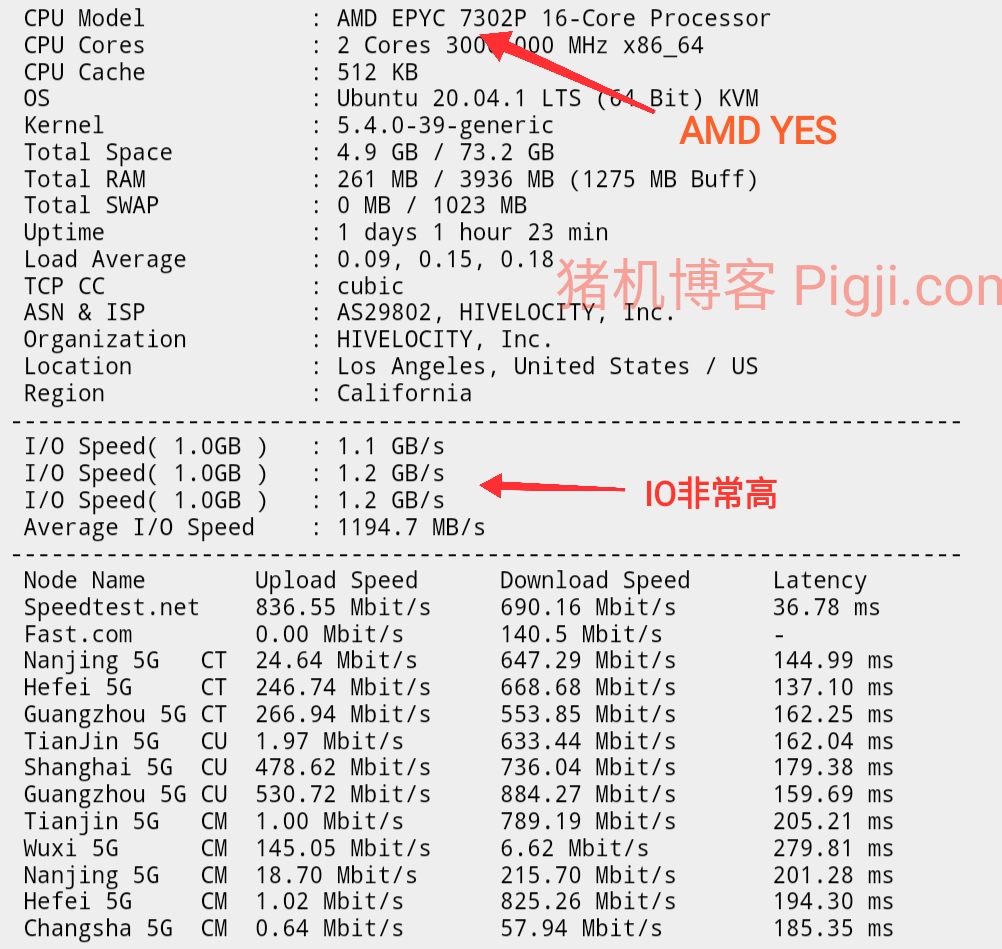 CPU Model : AMD EPYC 7302P 16-Core Processor
CPU Cores : 2 Cores 3000.000 MHz x86_64
CPU Cache : 512 KB
OS : Ubuntu 20.04.1 LTS (64 Bit) KVM
AMD YES
Kernel : 5.4.0-39-generic
Total Space : 4.9 GB / 73.2 GB
Total RAM : 261 MB / 3936 MB (1275 MB Buff)
Total SWAP : 0 MB / 1023 MB
Uptime : 1 days 1 hour 23 min
Load Average : 0.09, 0.15, 0.18
猪机博客 Pigji.com
TCP CC : cubic
ASN & ISP : AS29802, HIVELOCITY, Inc.
Organization : HIVELOCITY, Inc.
Location : Los Angeles, United States / US
Region : California
----------------------------------------------------------------------
I/O Speed( 1.0GB ) : 1.1 GB/s
I/O Speed( 1.0GB ) : 1.2 GB/s
I/O Speed( 1.0GB ) : 1.2 GB/s
IO非常高
Average I/O Speed : 1194.7 MB/s
----------------------------------------------------------------------
Node Name Upload Speed Download Speed Latency
Speedtest.net 836.55 Mbit/s 690.16 Mbit/s 36.78 ms
Fast.com 0.00 Mbit/s 140.5 Mbit/s -
Nanjing 5G CT 24.64 Mbit/s 647.29 Mbit/s 144.99 ms
Hefei 5G CT 246.74 Mbit/s 668.68 Mbit/s 137.10 ms
Guangzhou 5G CT 266.94 Mbit/s 553.85 Mbit/s 162.25 ms
TianJin 5G CU 1.97 Mbit/s 633.44 Mbit/s 162.04 ms
Shanghai 5G CU 478.62 Mbit/s 736.04 Mbit/s 179.38 ms
Guangzhou 5G CU 530.72 Mbit/s 884.27 Mbit/s 159.69 ms
Tianjin 5G CM 1.00 Mbit/s 789.19 Mbit/s 205.21 ms
Wuxi 5G CM 145.05 Mbit/s 6.62 Mbit/s 279.81 ms
Nanjing 5G CM 18.70 Mbit/s 215.70 Mbit/s 201.28 ms
Hefei 5G CM 1.02 Mbit/s 825.26 Mbit/s 194.30 ms
Changsha 5G CM 0.64 Mbit/s 57.94 Mbit/s 185.35 ms